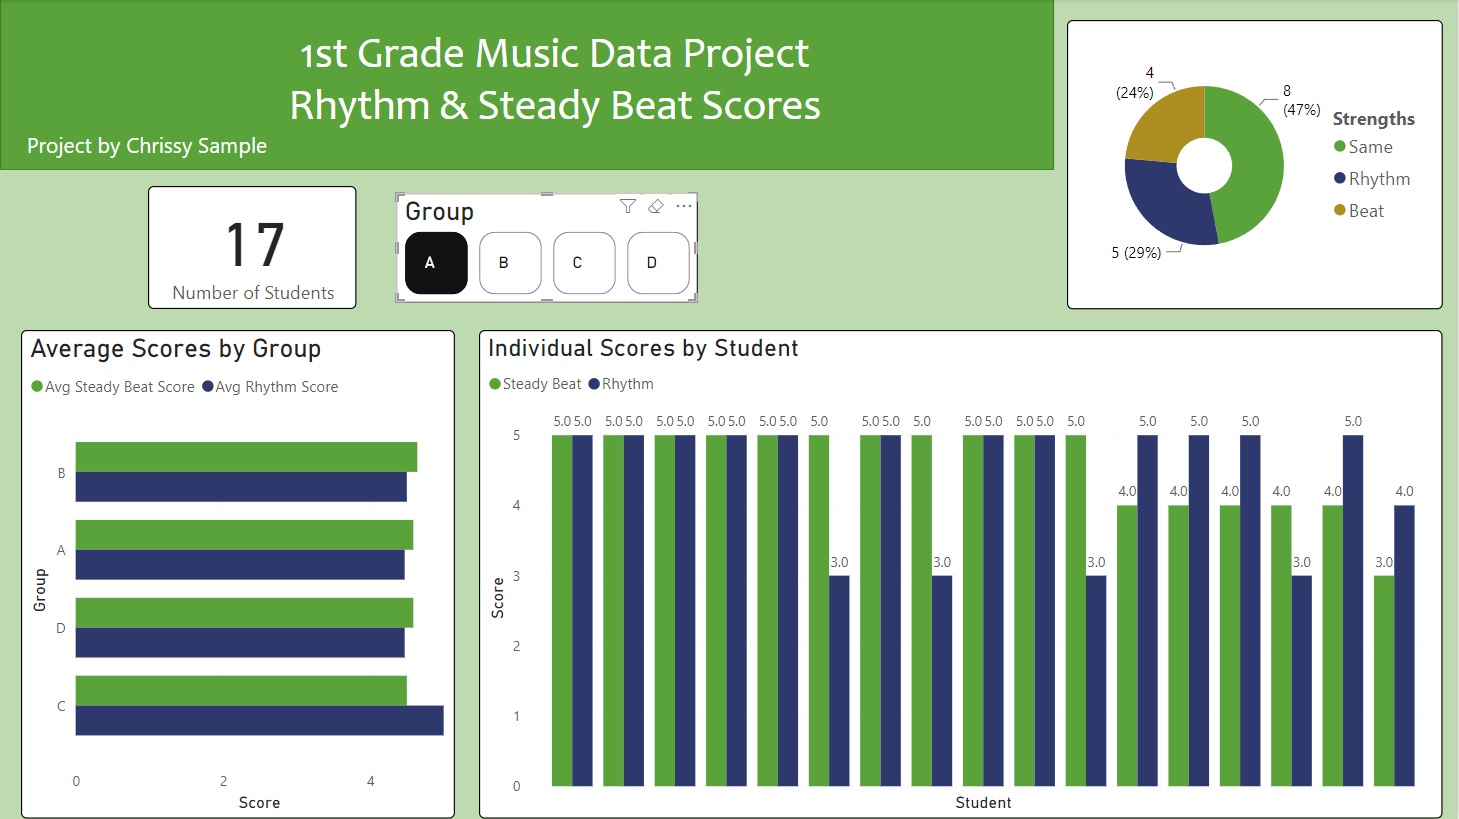 1st Grade Music Data Project
Rhythm & Steady Beat Scores
Project by Chrissy Sample
4
(24%)
8
(47%)
5 (29%)
Strengths
Same
Rhythm
Beat
17
Number of Students
Group
A B C D
Average Scores by Group
Avg Steady Beat Score Avg Rhythm Score
B
A
D
C
Group
0 2 4
Score
Individual Scores by Student
Steady Beat Rhythm
5.0 5.0 5.0 5.0 5.0 5.0 5.0 5.0 5.0 5.0 5.0 5.0 5.0 5.0 5.0 5.0 5.0 5.0 5.0 5.0 5.0 5.0 5.0
5
4.0 4.0 4.0 4.0 4.0 4.0
4
3.0 3.0 3.0 3.0 3.0
3
2
1
0
Score
Student